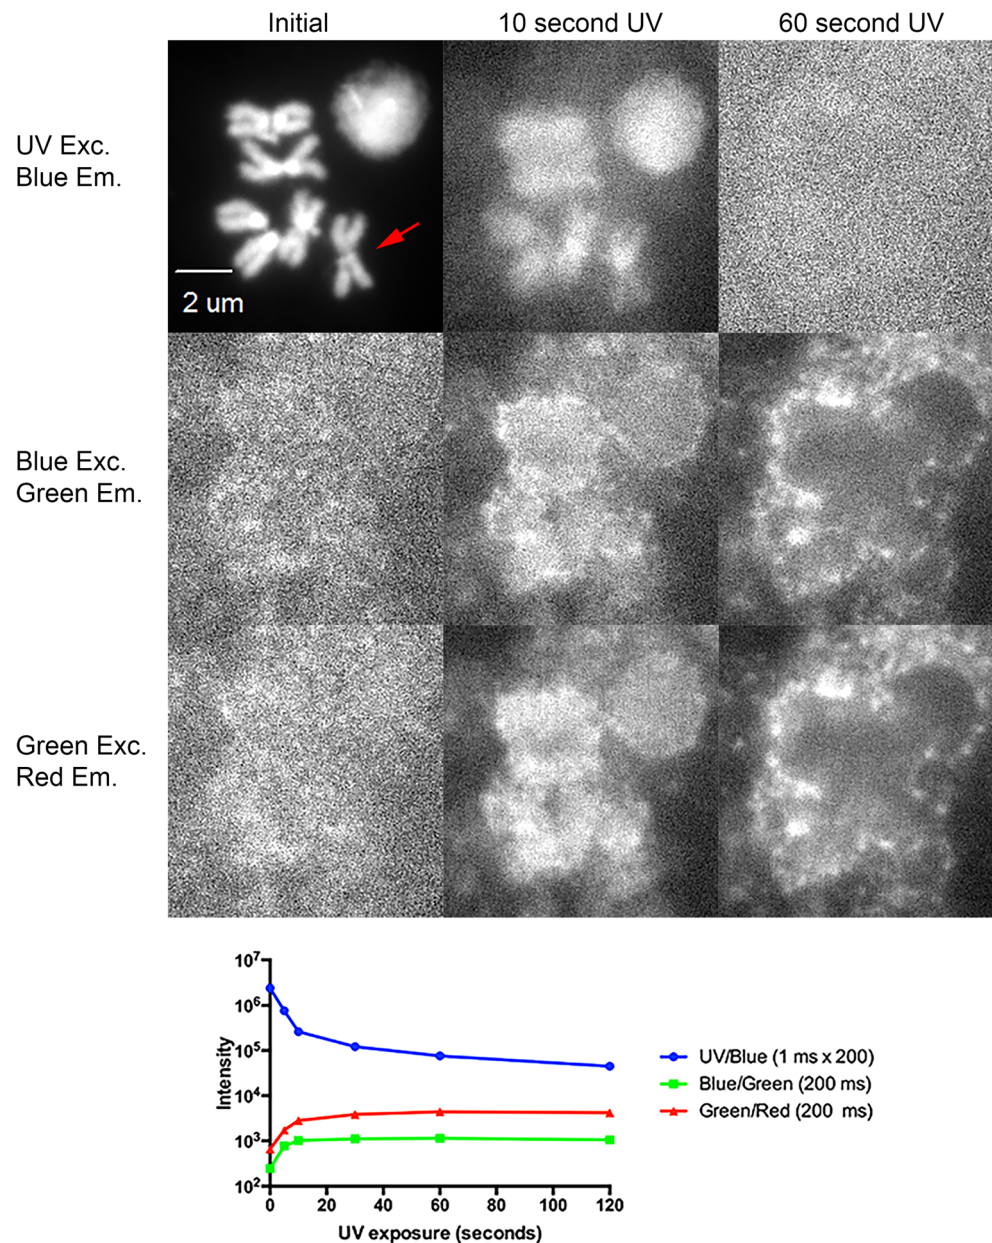 Initial
10 second UV
60 second UV
UV Exc.
Blue Em.
2 um
Blue Exc.
Green Em.
Green Exc.
Red Em.
10^7
10^6
10^5
10^4
10^3
10^2
Intensity
0 20 40 60 80 100 120
UV exposure (seconds)
UV/Blue (1 ms x 200)
Blue/Green (200 ms)
Green/Red (200 ms)